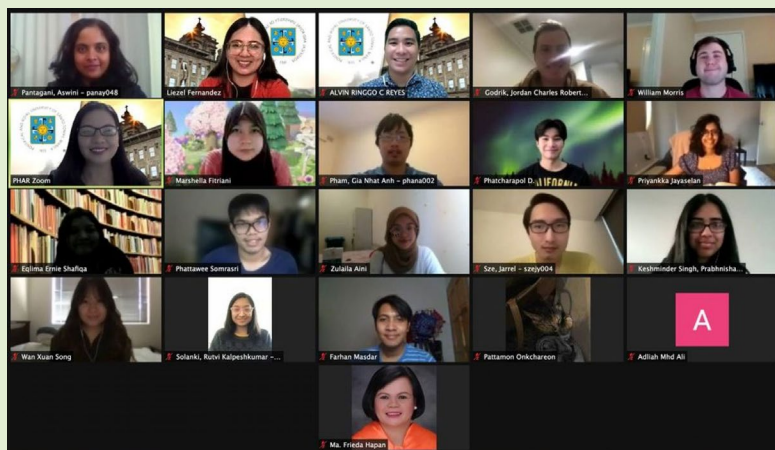 Pantagani, Aswini - panay048
Liezel Fernandez
ALVIN RINGGO C REYES
Godrik, Jordan Charles Robert...
William Morris
PHAR Zoom
Marshella Fitriani
Pham, Gia Nhat Anh - phana002
Phatcharapol D.
Priyankka Jayaselan
Eqlima Ernie Shafiqa
Phattawee Somrasri
Zulaila Aini
Sze, Jarrel - szejy004
Keshminder Singh, Prabhnisha...
Wan Xuan Song
Solanki, Rutvi Kalpeshkumar -...
Farhan Masdar
Pattamon Onkchareon
A
Adliah Mhd Ali
Ma. Frieda Hapan